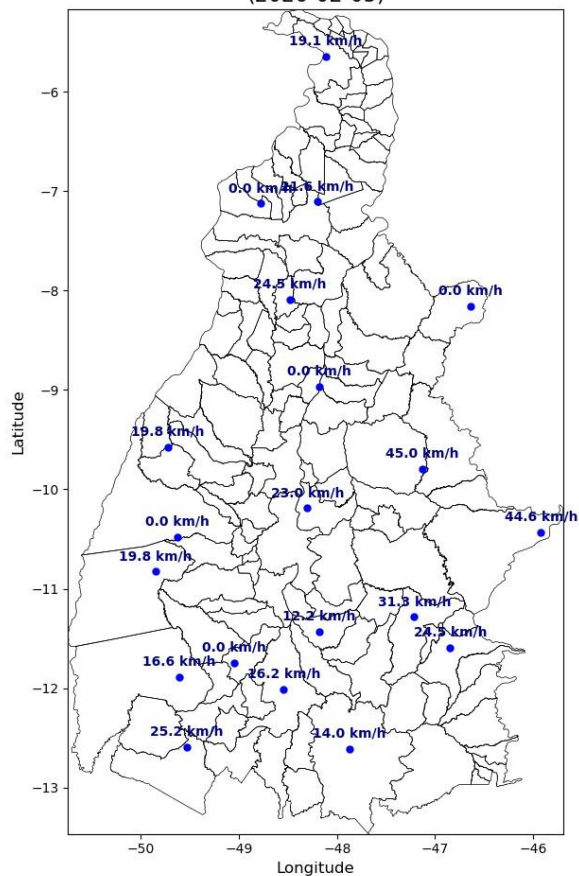 19.1 km/h
0.0 km/h
24.5 km/h
0.0 km/h
0.0 km/h
19.8 km/h
45.0 km/h
23.0 km/h
0.0 km/h
44.6 km/h
19.8 km/h
31.3 km/h
12.2 km/h
24.5 km/h
0.0 km/h
16.6 km/h
km/h
25.2 km/h
14.0 km/h
Latitude
−6
−7
−8
−9
−10
−11
−12
−13
−50 −49 −48 −47 −46
Longitude